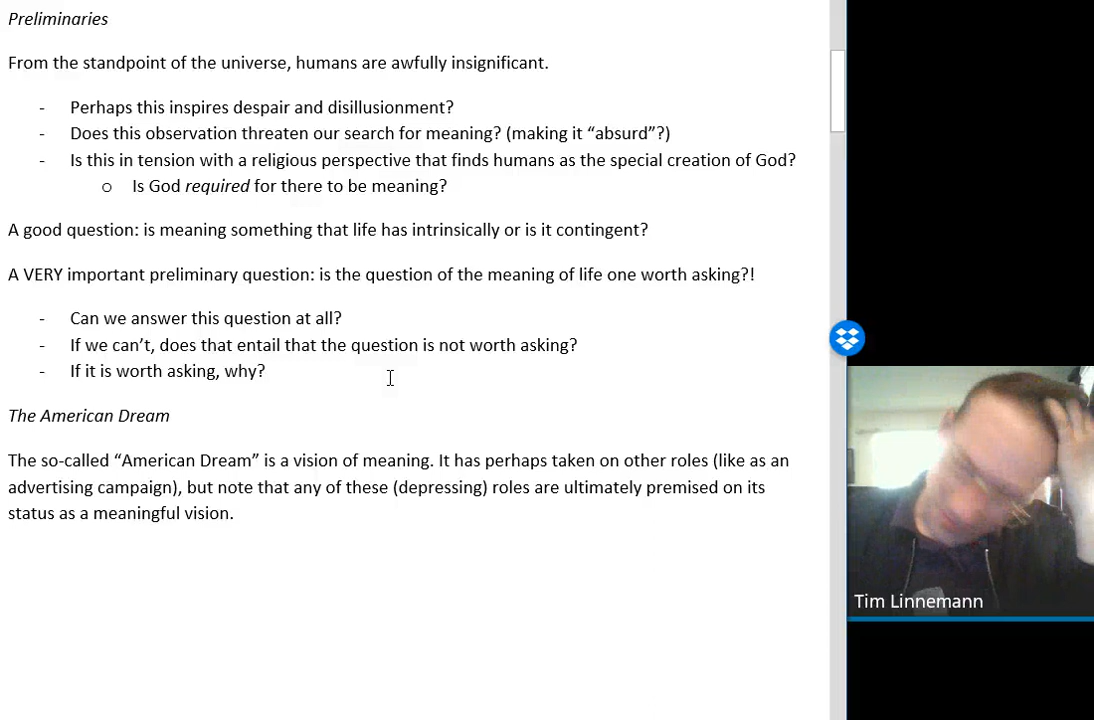 Preliminaries
From the standpoint of the universe, humans are awfully insignificant.
- Perhaps this inspires despair and disillusionment?
- Does this observation threaten our search for meaning? (making it “absurd”?)
- Is this in tension with a religious perspective that finds humans as the special creation of God?
o Is God required for there to be meaning?
A good question: is meaning something that life has intrinsically or is it contingent?
A VERY important preliminary question: is the question of the meaning of life one worth asking?!
- Can we answer this question at all?
- If we can’t, does that entail that the question is not worth asking?
- If it is worth asking, why?
The American Dream
The so-called “American Dream” is a vision of meaning. It has perhaps taken on other roles (like as an
advertising campaign), but note that any of these (depressing) roles are ultimately premised on its
status as a meaningful vision.
Tim Linnemann